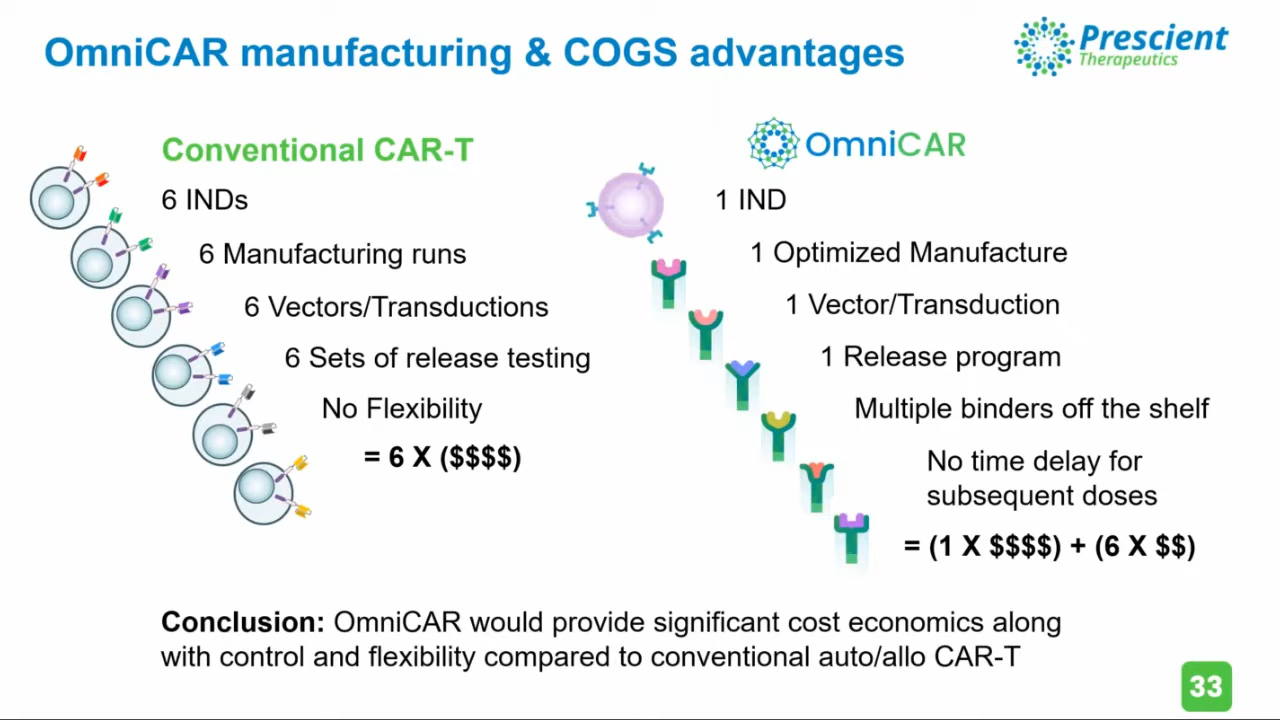 OmniCAR manufacturing & COGS advantages
Prescient
Therapeutics
Conventional CAR-T
6 INDs
6 Manufacturing runs
6 Vectors/Transductions
6 Sets of release testing
No Flexibility
= 6 X ($$$$)
OmniCAR
1 IND
1 Optimized Manufacture
1 Vector/Transduction
1 Release program
Multiple binders off the shelf
No time delay for
subsequent doses
= (1 X $$$$) + (6 X $$)
Conclusion: OmniCAR would provide significant cost economics along
with control and flexibility compared to conventional auto/allo CAR-T
33